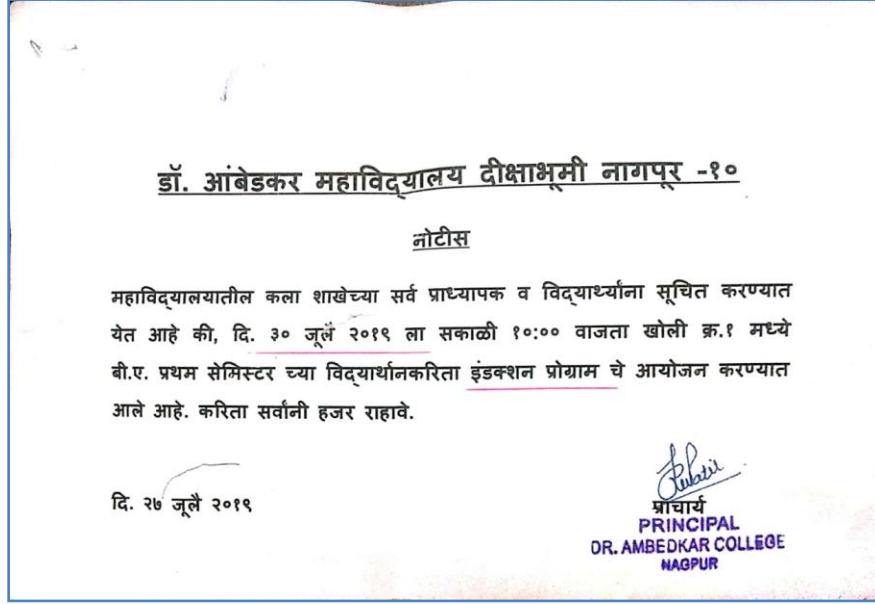 डॉ. आंबेडकर महाविद्यालय दीक्षाभूमी नागपूर -१०
नोटीस
महाविद्यालयातील कला शाखेच्या सर्व प्राध्यापक व विद्यार्थ्यांना सूचित करण्यात
येत आहे की, दि. ३० जूलै २०१९ ला सकाळी १०:०० वाजता खोली क्र.१ मध्ये
बी.ए. प्रथम सेमिस्टर च्या विद्यार्थानकरिता इंडक्शन प्रोग्राम चे आयोजन करण्यात
आले आहे. करिता सर्वांनी हजर राहावे.
दि. २७ जूलै २०१९
प्राचार्य
PRINCIPAL
DR. AMBEDKAR COLLEGE
NAGPUR